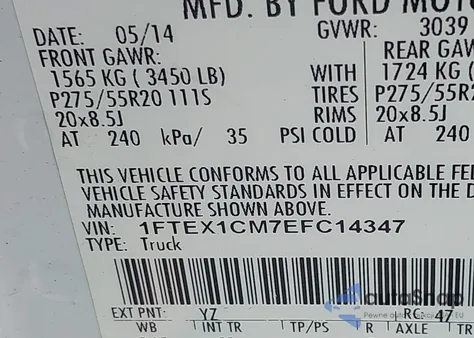 MFD. BY FORD MOTO
DATE: 05/14 GVWR: 3039
FRONT GAWR: REAR GAW
1565 KG ( 3450 LB) WITH 1724 KG (
P275/55R20 111S TIRES P275/55R2
20x8.5J RIMS 20x8.5J
AT 240 kPa/ 35 PSI COLD AT 240
THIS VEHICLE CONFORMS TO ALL APPLICABLE FE
VEHICLE SAFETY STANDARDS IN EFFECT ON THE D
MANUFACTURE SHOWN ABOVE.
VIN: 1FTEX1CM7EFC14347
TYPE: Truck
autoSnap
EXT PNT: YZ RC: 47
WB INT TR TP/PS R AXLE TR